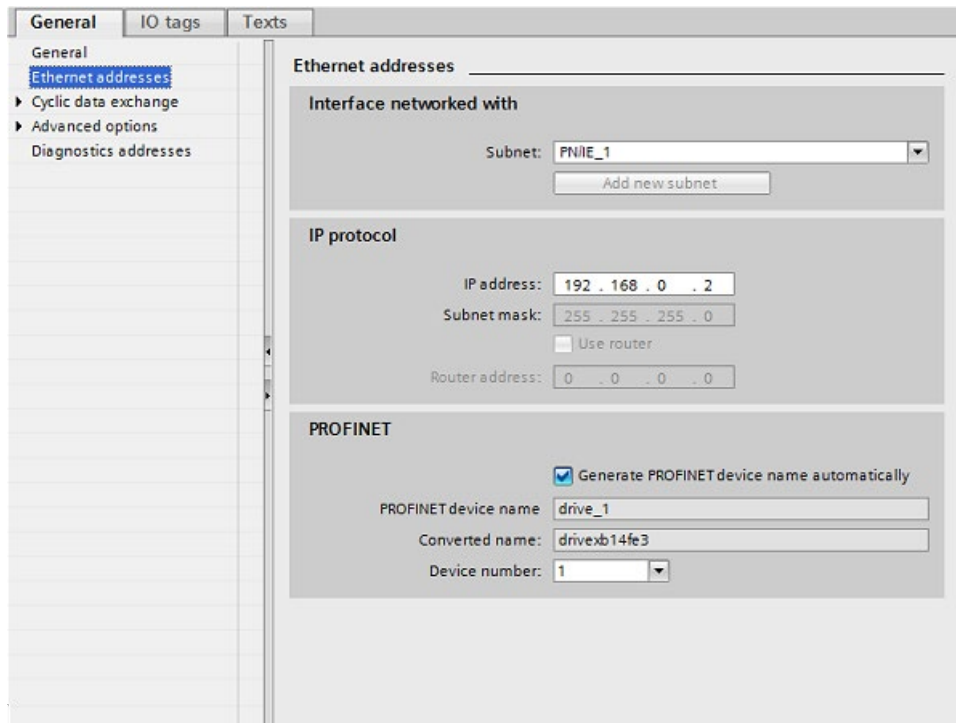 General IO tags Texts
General
Ethernet addresses
Cyclic data exchange
Advanced options
Diagnostics addresses
Ethernet addresses
Interface networked with
Subnet: PN/IE_1
Add new subnet
IP protocol
IP address: 192 . 168 . 0 . 2
Subnet mask: 255 . 255 . 255 . 0
Use router
Router address: 0 . 0 . 0 . 0
PROFINET
Generate PROFINET device name automatically
PROFINET device name drive_1
Converted name: drivexb14fe3
Device number: 1